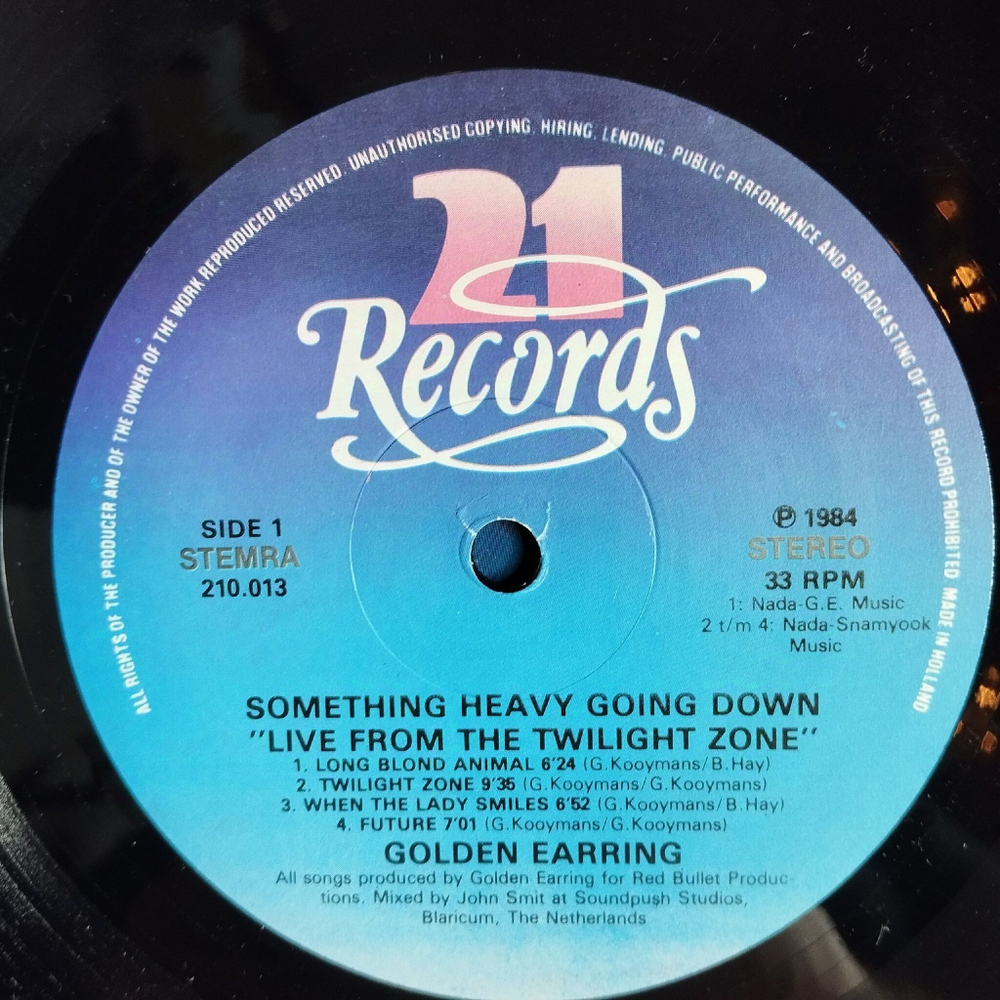 ALL RIGHTS OF THE PRODUCER AND OF THE OWNER OF THE WORK REPRODUCED RESERVED. UNAUTHORISED COPYING, HIRING, LENDING, PUBLIC PERFORMANCE AND BROADCASTING OF THIS RECORD PROHIBITED. MADE IN HOLLAND
21
Records
SIDE 1
STEMRA
210.013
℗ 1984
STEREO
33 RPM
1: Nada-G.E. Music
2 t/m 4: Nada-Snamyook
Music
SOMETHING HEAVY GOING DOWN
"LIVE FROM THE TWILIGHT ZONE"
1. LONG BLOND ANIMAL 6'24 (G.Kooymans/B.Hay)
2. TWILIGHT ZONE 9'35 (G.Kooymans/G.Kooymans)
3. WHEN THE LADY SMILES 6'52 (G.Kooymans/B.Hay)
4. FUTURE 7'01 (G.Kooymans/G.Kooymans)
GOLDEN EARRING
All songs produced by Golden Earring for Red Bullet Produc-
tions. Mixed by John Smit at Soundpush Studios,
Blaricum, The Netherlands